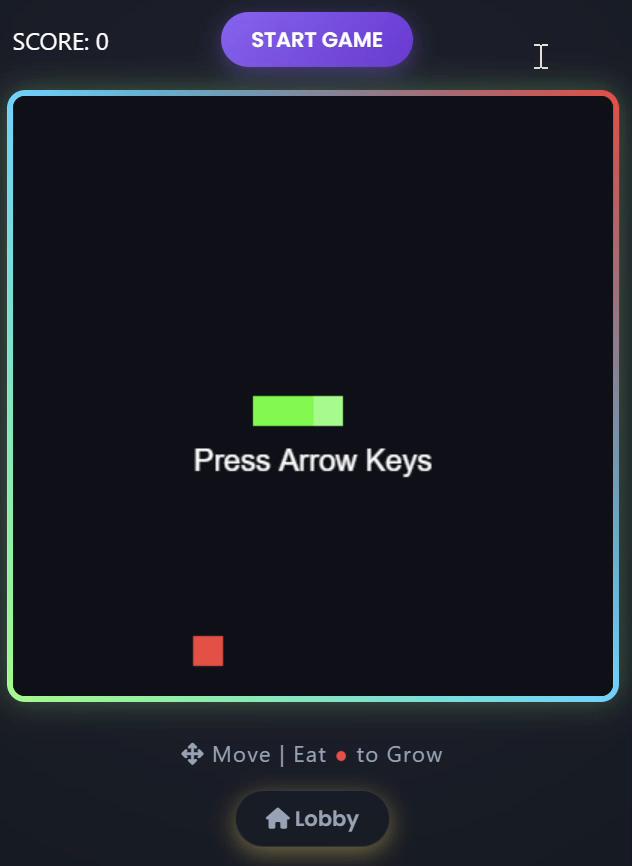 SCORE: 0
START GAME
Press Arrow Keys
Move | Eat ● to Grow
Lobby